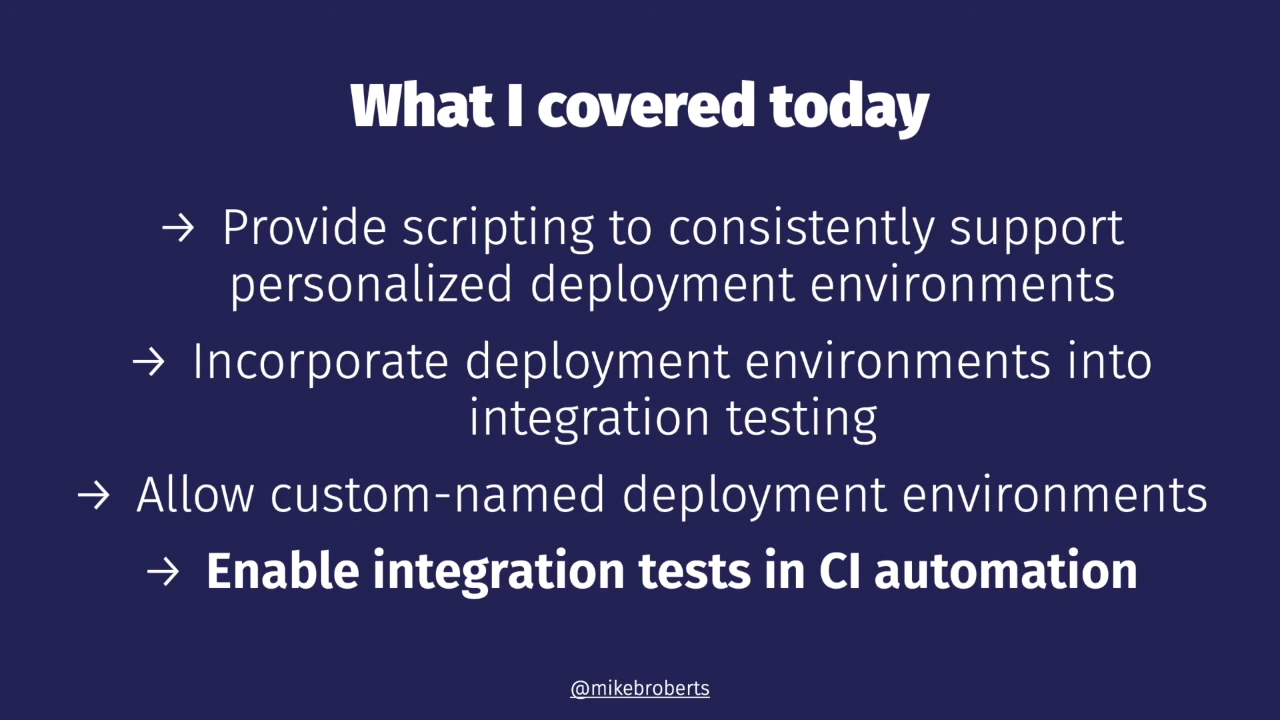 What I covered today
→ Provide scripting to consistently support
personalized deployment environments
→ Incorporate deployment environments into
integration testing
→ Allow custom-named deployment environments
→ Enable integration tests in CI automation
@mikebroberts